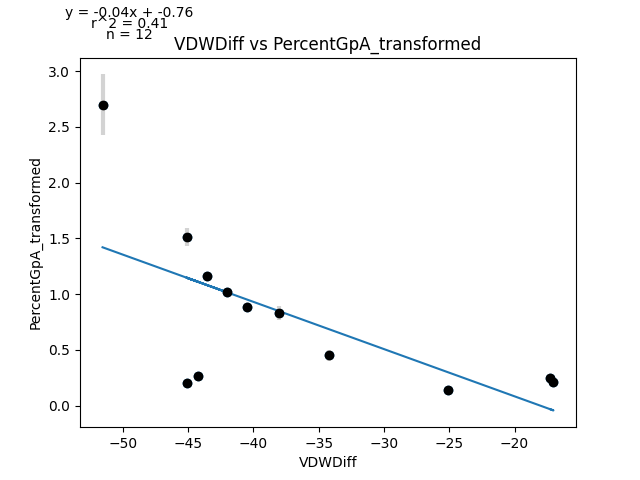 y = -0.04x + -0.76
r^2 = 0.41
n = 12
VDWDiff vs PercentGpA_transformed
3.0
2.5
2.0
1.5
1.0
0.5
0.0
PercentGpA_transformed
−50 −45 −40 −35 −30 −25 −20
VDWDiff